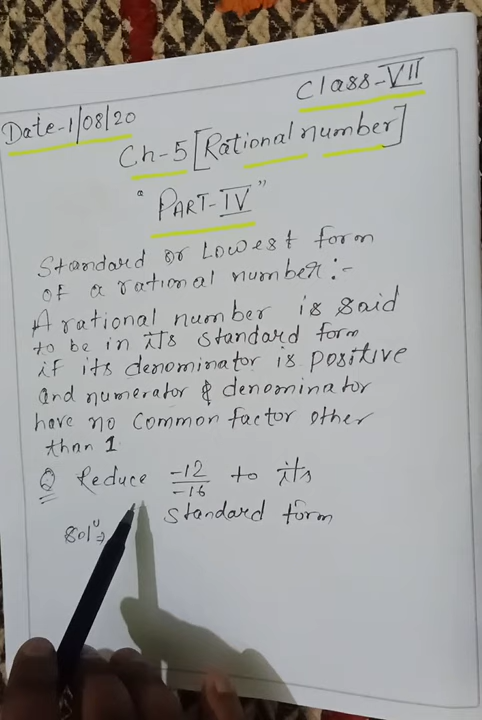 Class-VII
Date-1/08/20
Ch-5 [Rational number]
"PART-IV"
Standard or Lowest form
of a rational number:-
A rational number is said
to be in its standard form
if its denominator is positive
and numerator & denominator
have no common factor other
than 1
Q Reduce -12/-16 to its
standard form
Solⁿ⇒